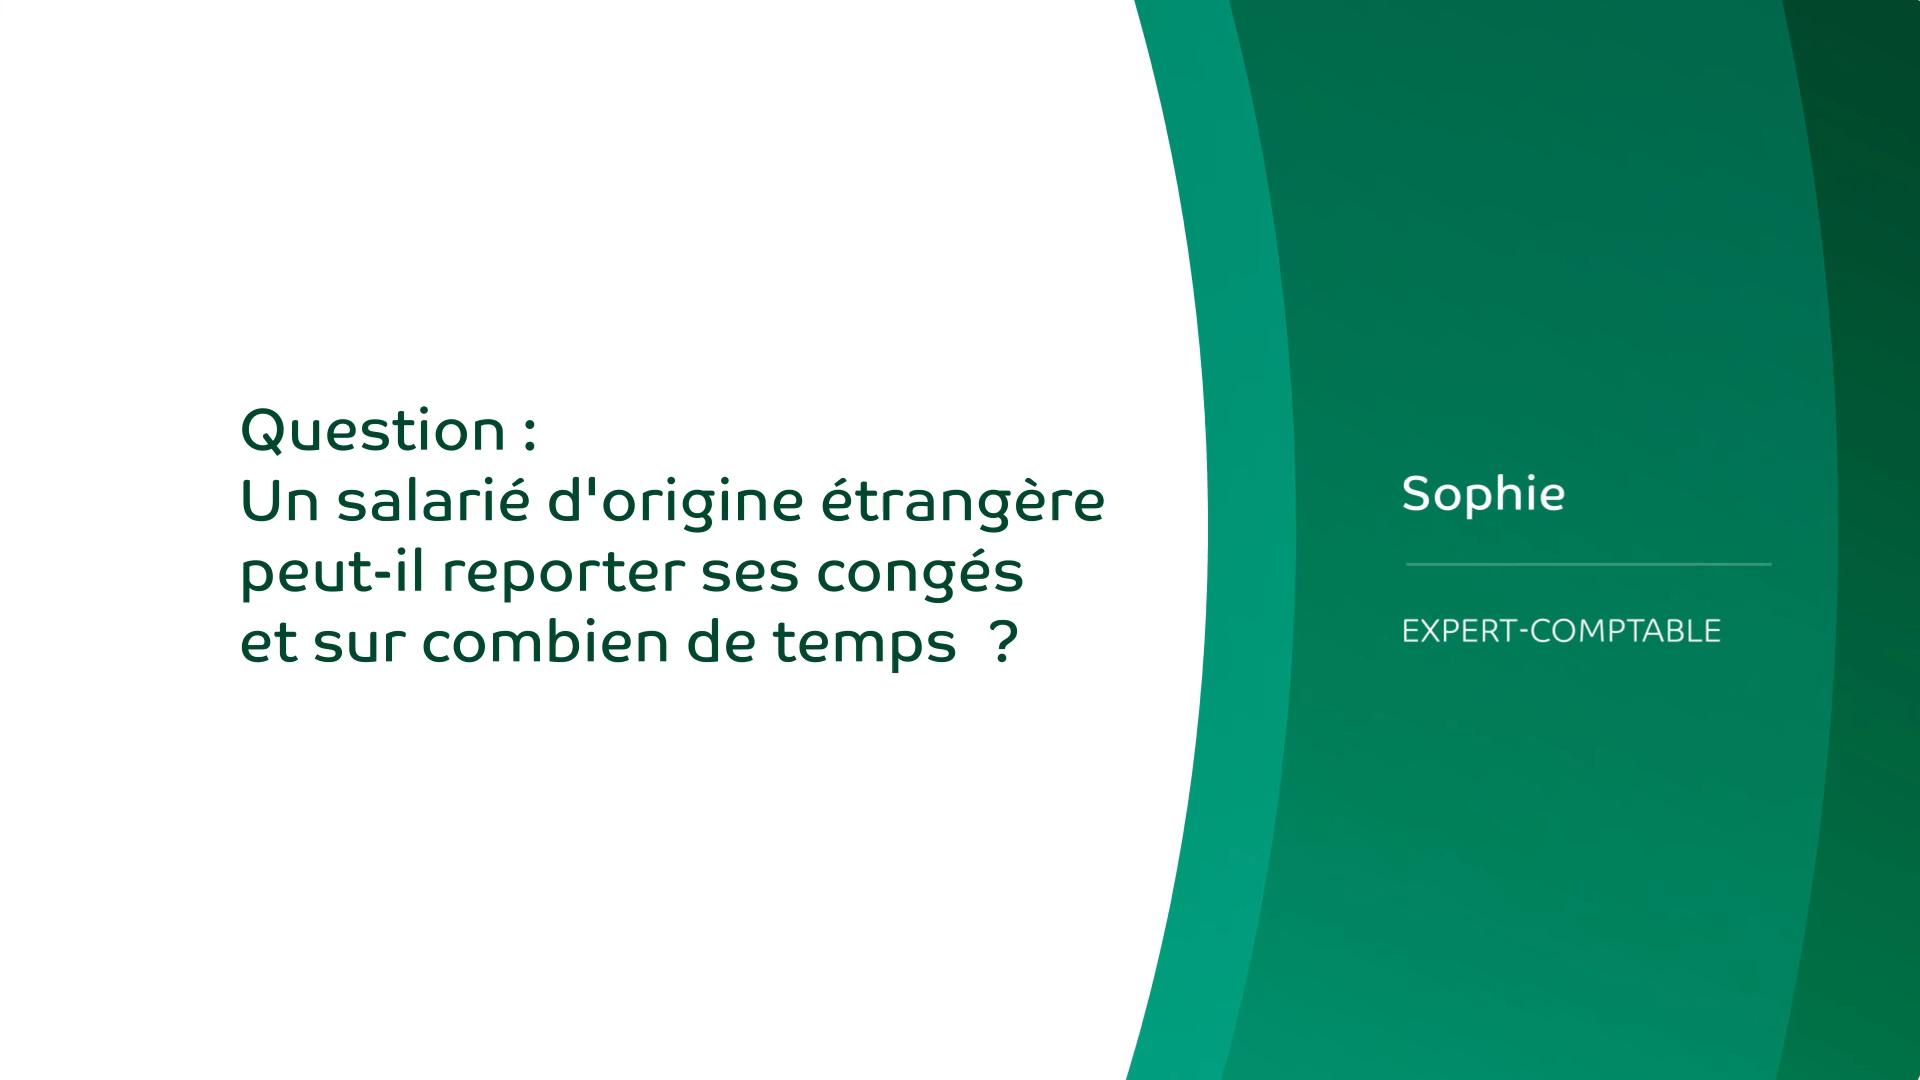 Question :
Un salarié d'origine étrangère
peut-il reporter ses congés
et sur combien de temps  ?
Sophie
EXPERT-COMPTABLE